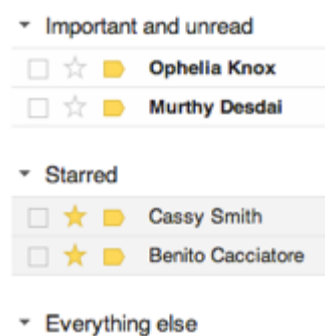 Important and unread
Ophelia Knox
Murthy Desdai
Starred
Cassy Smith
Benito Cacciatore
Everything else